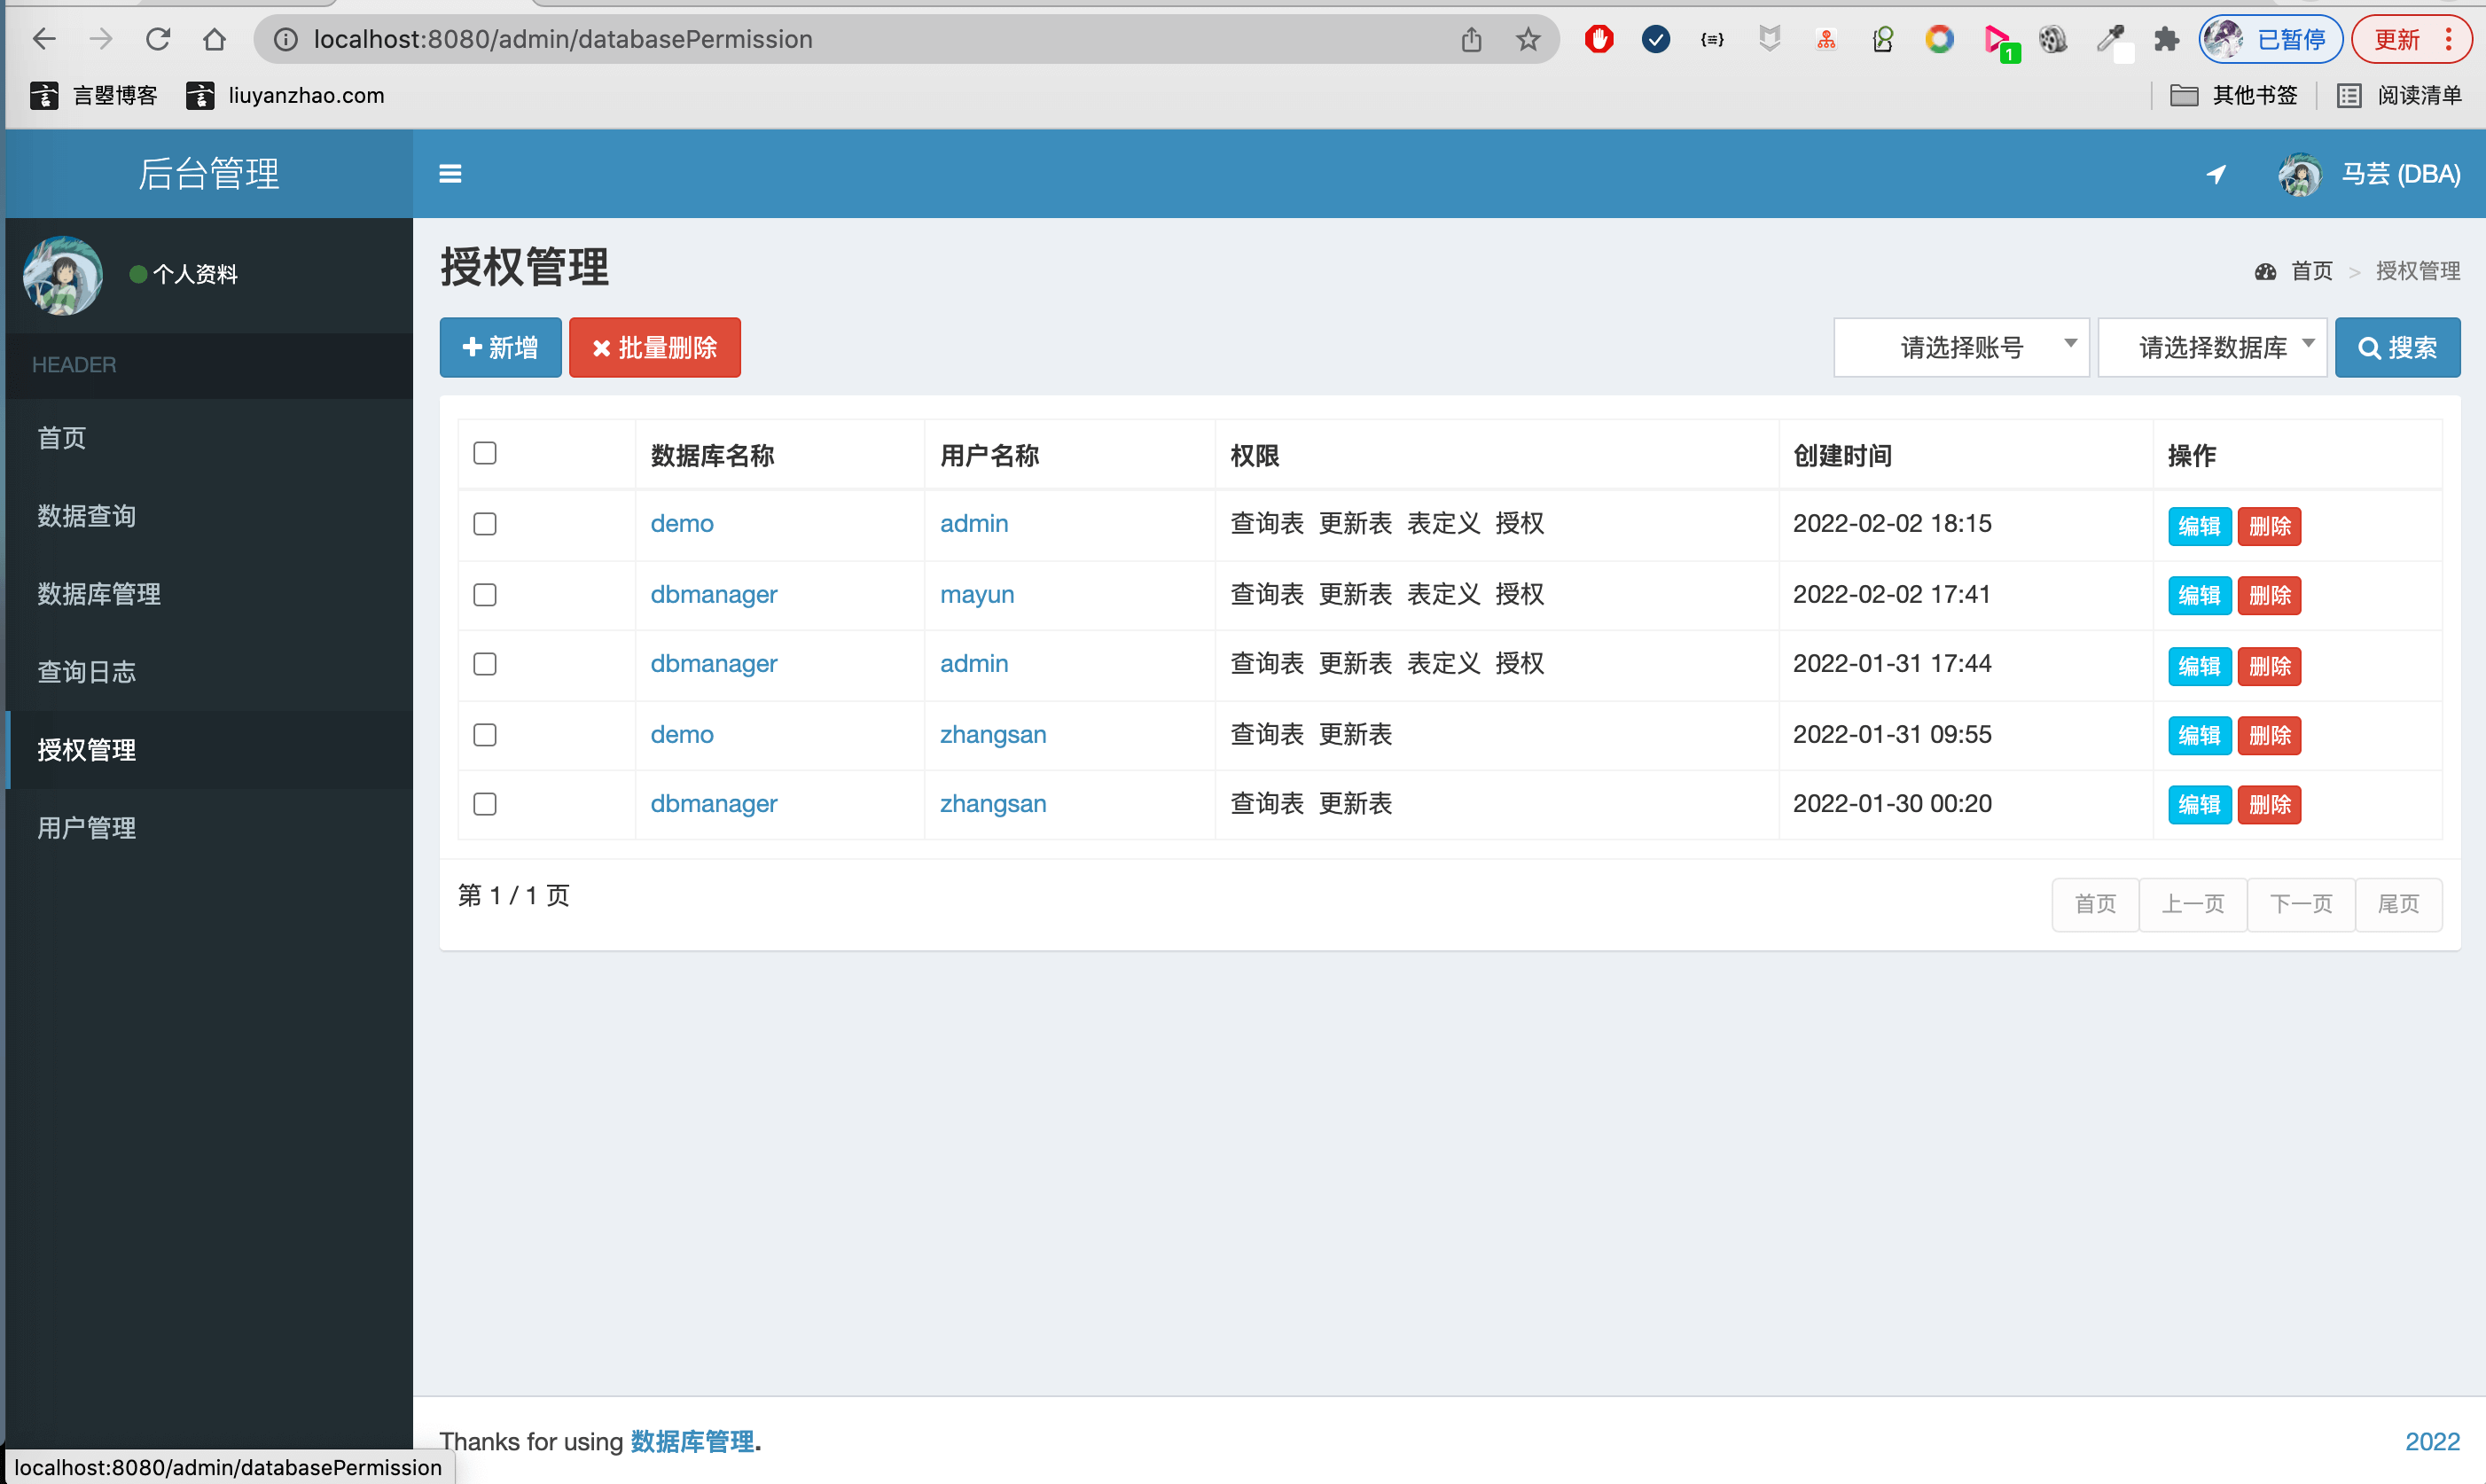 localhost:8080/admin/databasePermission
1
已暂停
更新
言曌博客
liuyanzhao.com
其他书签
阅读清单
后台管理
马芸 (DBA)
个人资料
HEADER
首页
数据查询
数据库管理
查询日志
授权管理
用户管理
授权管理
首页 > 授权管理
新增 批量删除 请选择账号 请选择数据库 搜索
数据库名称 用户名称 权限 创建时间 操作
demo admin 查询表 更新表 表定义 授权 2022-02-02 18:15 编辑 删除
dbmanager mayun 查询表 更新表 表定义 授权 2022-02-02 17:41 编辑 删除
dbmanager admin 查询表 更新表 表定义 授权 2022-01-31 17:44 编辑 删除
demo zhangsan 查询表 更新表 2022-01-31 09:55 编辑 删除
dbmanager zhangsan 查询表 更新表 2022-01-30 00:20 编辑 删除
第 1 / 1 页
首页 上一页 下一页 尾页
Thanks for using 数据库管理.
2022
localhost:8080/admin/databasePermission